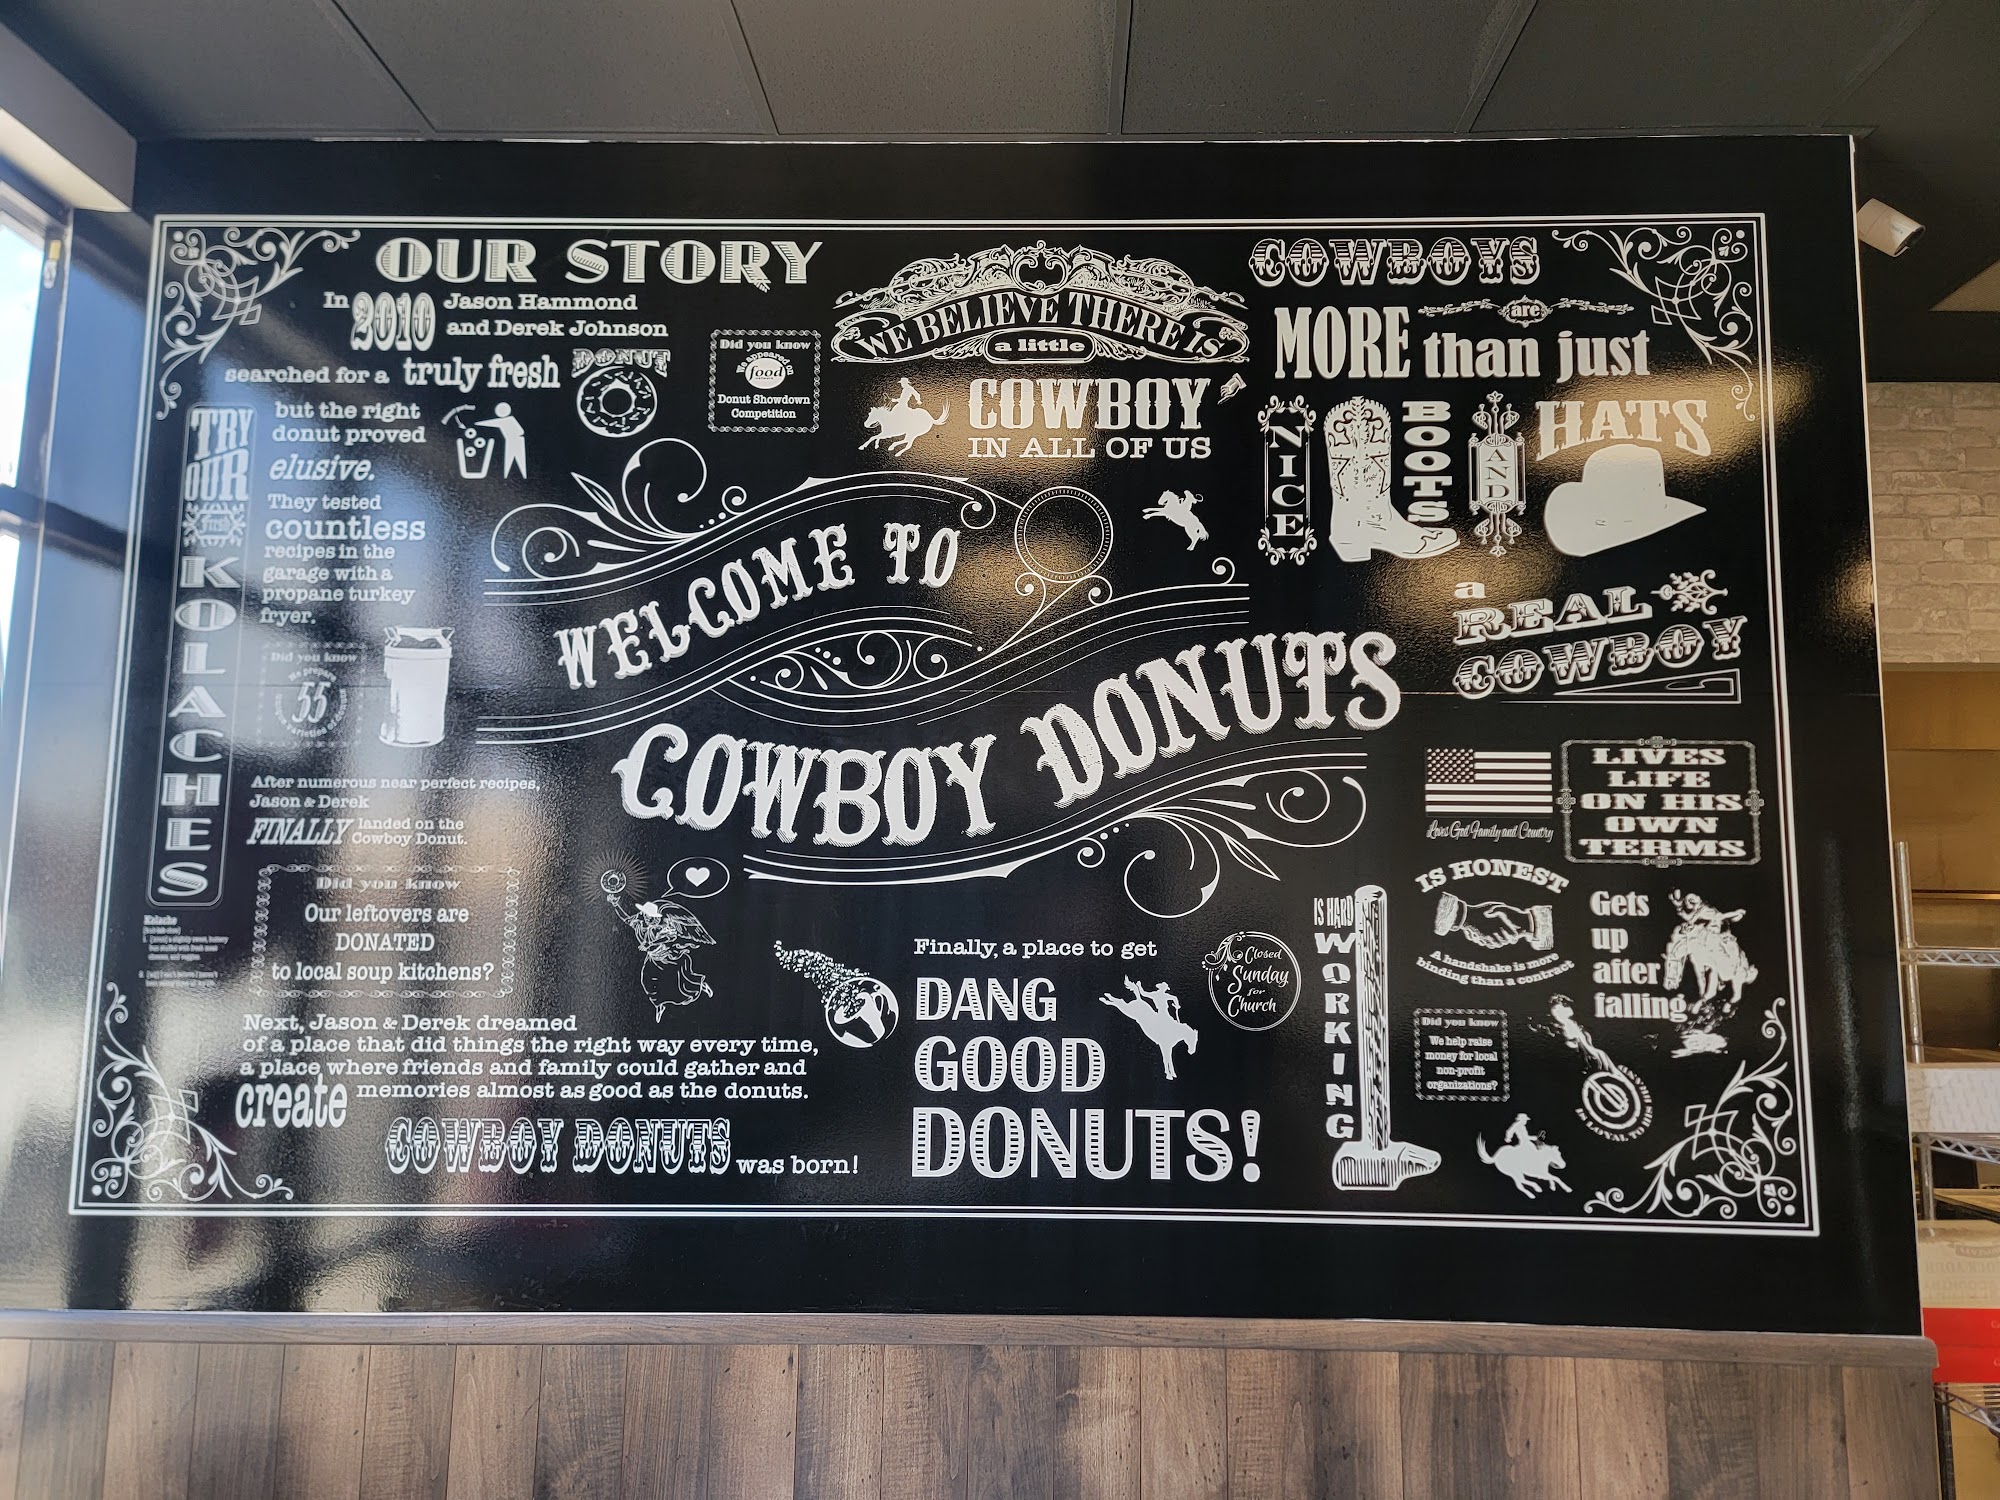 OUR STORY
In 2010 Jason Hammond
and Derek Johnson
searched for a truly fresh
DONUT
but the right
donut proved
elusive.
They tested
countless
recipes in the
garage with a
propane turkey
fryer.
Did you know
We prepare
55
After numerous near perfect recipes,
Jason & Derek
FINALLY landed on the
Cowboy Donut.
Did you know
Our leftovers are
DONATED
to local soup kitchens?
Next, Jason & Derek dreamed
of a place that did things the right way every time,
a place where friends and family could gather and
create memories almost as good as the donuts.
COWBOY DONUTS was born!
TRY
OUR
KOLACHES
Kolache
Did you know
We appeared on
food
Donut Showdown
Competition
WE BELIEVE THERE IS
a little
COWBOY
IN ALL OF US
WELCOME TO
COWBOY DONUTS
Finally, a place to get
DANG
GOOD
DONUTS!
Closed
Sunday
for
Church
COWBOYS
are
MORE than just
NICE
BOOTS
AND
HATS
a
REAL
COWBOY
Loves God Family and Country
LIVES
LIFE
ON HIS
OWN
TERMS
IS HARD
WORKING
IS HONEST
A handshake is more
binding than a contract
Gets
up
after
falling
Did you know
We help raise
money for local
non-profit
organizations?
IS LOYAL TO HIS BRAND